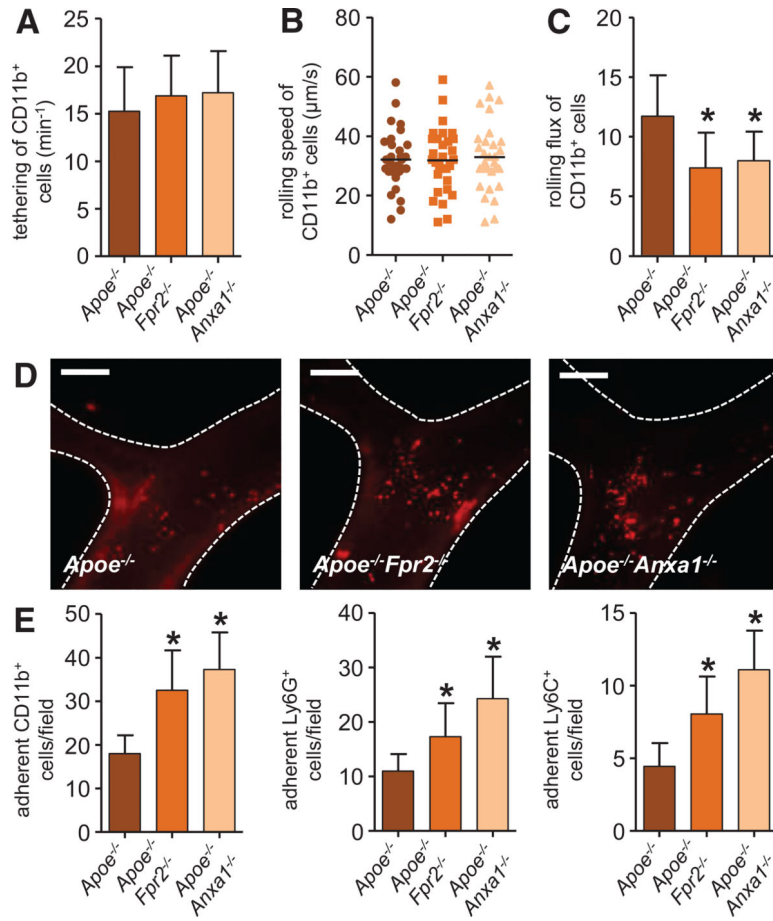 A
tethering of CD11b⁺
cells (min⁻¹)
25
20
15
10
5
0
Apoe⁻/⁻
Apoe⁻/⁻
Fpr2⁻/⁻
Apoe⁻/⁻
Anxa1⁻/⁻
B
rolling speed of
CD11b⁺ cells (µm/s)
80
60
40
20
0
Apoe⁻/⁻
Apoe⁻/⁻
Fpr2⁻/⁻
Apoe⁻/⁻
Anxa1⁻/⁻
C
rolling flux of
CD11b⁺ cells
20
15
10
5
0
* *
Apoe⁻/⁻
Apoe⁻/⁻
Fpr2⁻/⁻
Apoe⁻/⁻
Anxa1⁻/⁻
D
Apoe⁻/⁻
Apoe⁻/⁻Fpr2⁻/⁻
Apoe⁻/⁻Anxa1⁻/⁻
E
adherent CD11b⁺
cells/field
50
40
30
20
10
0
* *
Apoe⁻/⁻
Apoe⁻/⁻
Fpr2⁻/⁻
Apoe⁻/⁻
Anxa1⁻/⁻
adherent Ly6G⁺
cells/field
40
30
20
10
0
* *
Apoe⁻/⁻
Apoe⁻/⁻
Fpr2⁻/⁻
Apoe⁻/⁻
Anxa1⁻/⁻
adherent Ly6C⁺
cells/field
15
10
5
0
* *
Apoe⁻/⁻
Apoe⁻/⁻
Fpr2⁻/⁻
Apoe⁻/⁻
Anxa1⁻/⁻